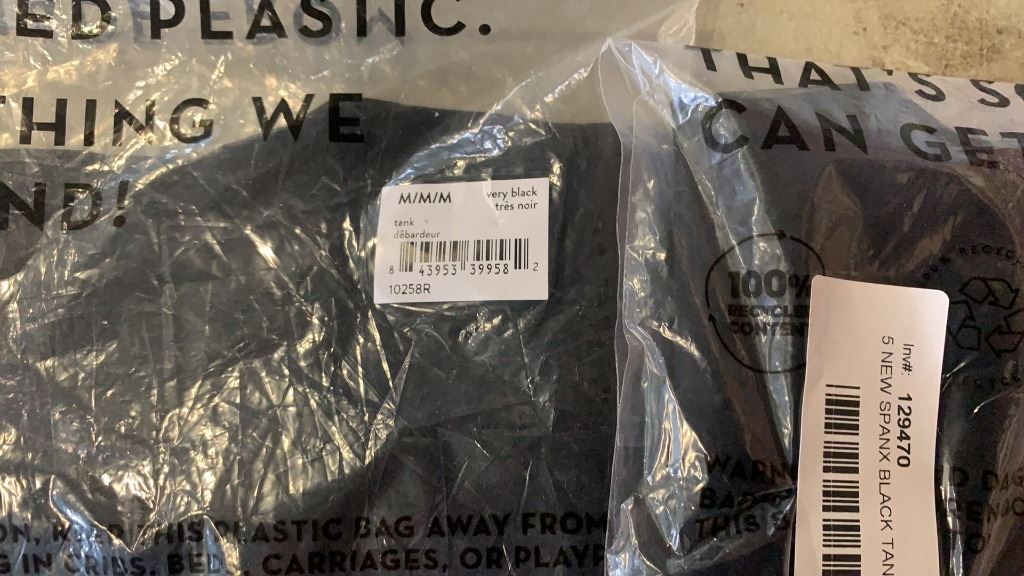 ED PLASTIC.
THING WE
ND!
M/M/M
very black
très noir
tank
débardeur
8 43953 39958 2
10258R
ON, KEEP THIS PLASTIC BAG AWAY FROM
G IN CRIBS, BED, CARRIAGES, OR PLAYP
THAT'S S
CAN GET
100%
RECYCLED
CONTENT
Inv#: 129470
5 NEW SPANX BLACK TAN
WARN
THIS